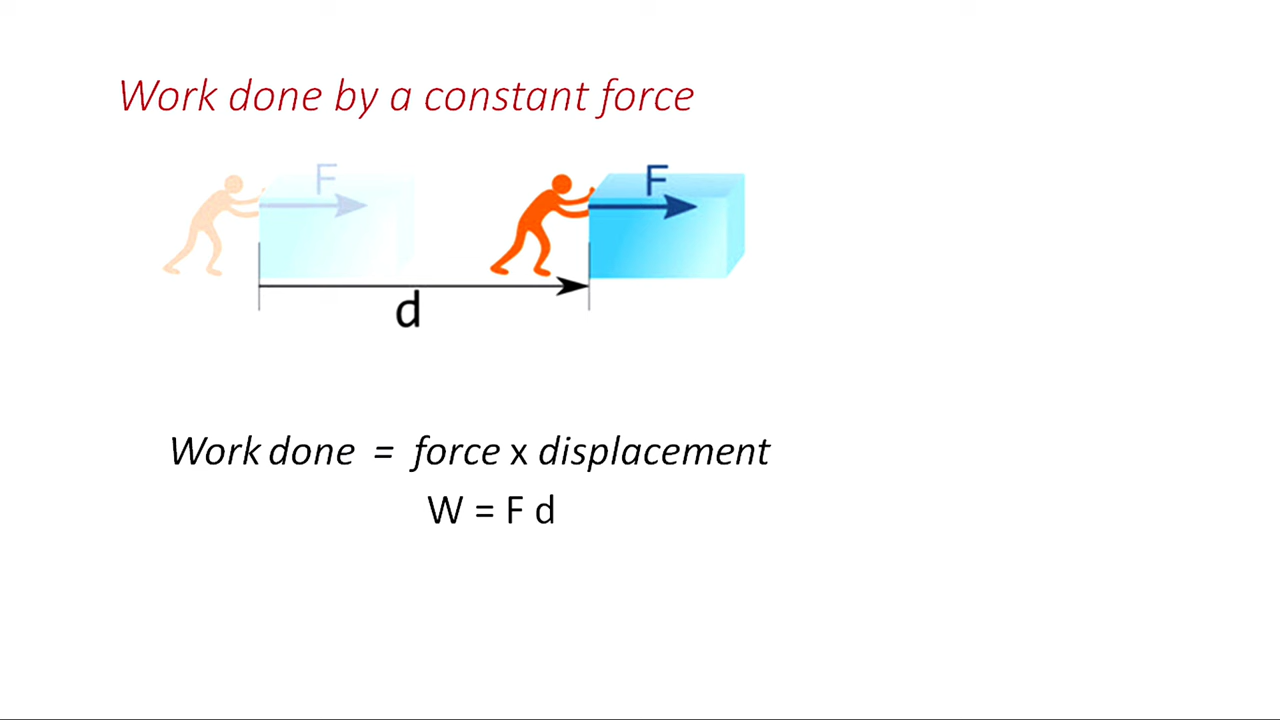 Work done by a constant force
F F
d
Work done = force x displacement
W = F d